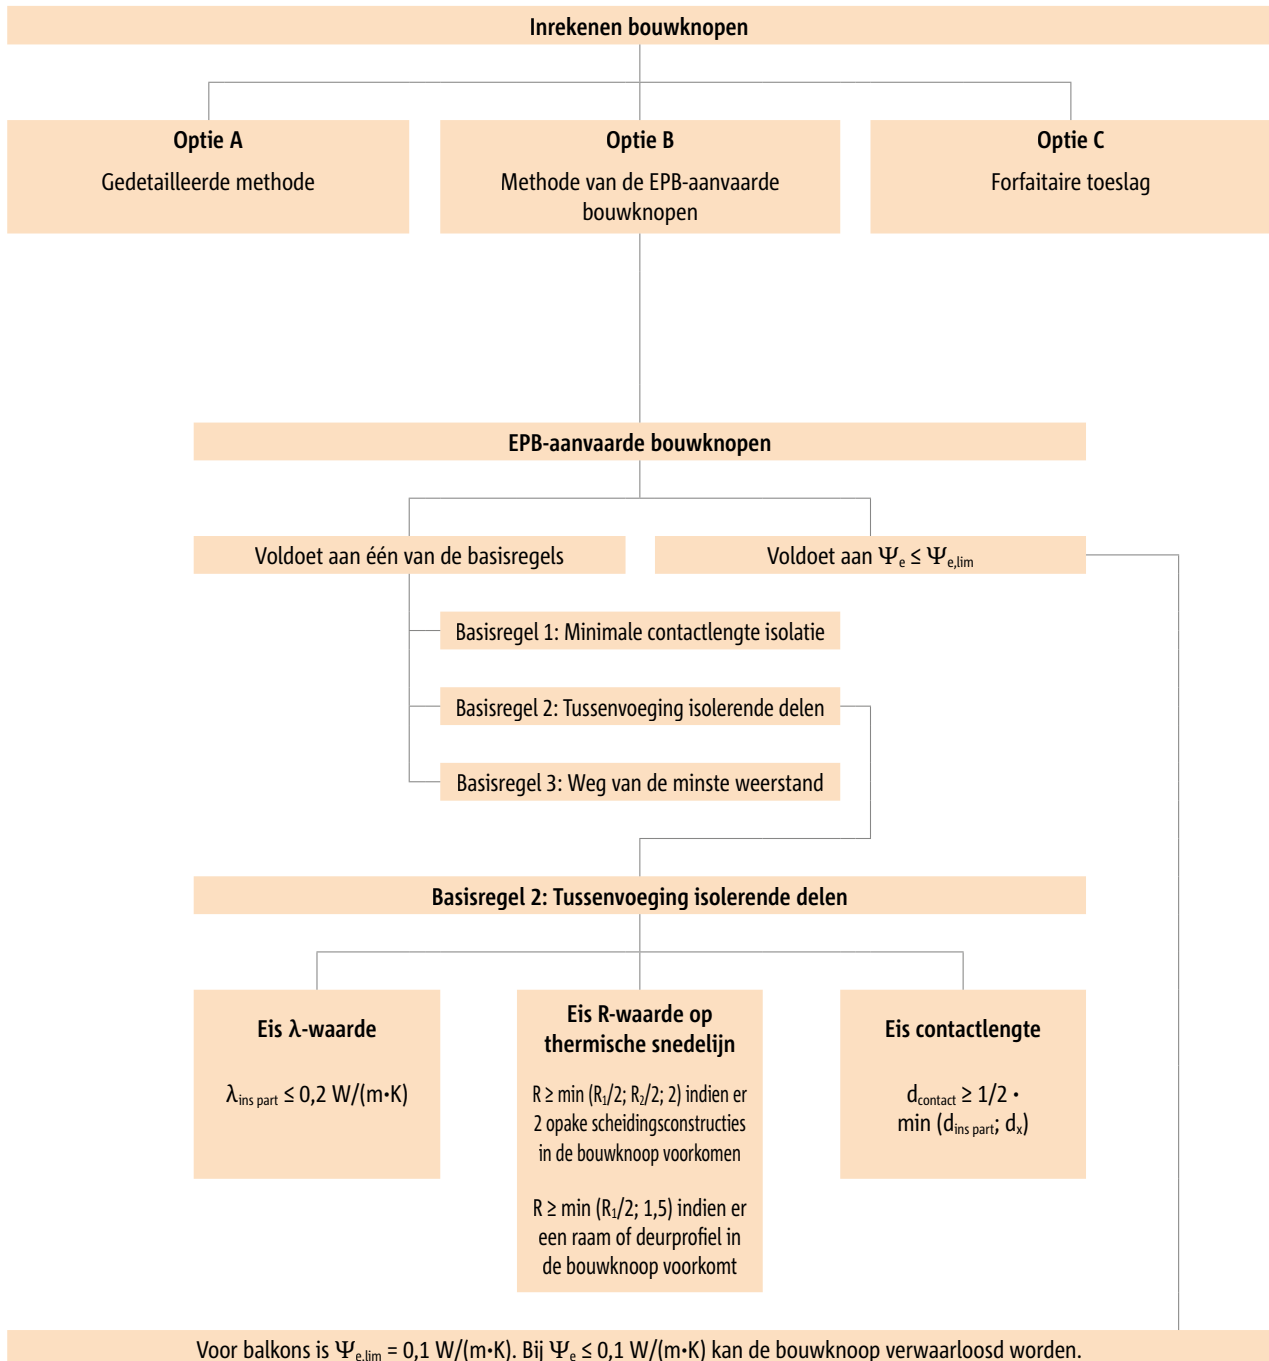 Inrekenen bouwknopen
Optie A
Gedetailleerde methode
Optie B
Methode van de EPB-aanvaarde
bouwknopen
Optie C
Forfaitaire toeslag
EPB-aanvaarde bouwknopen
Voldoet aan één van de basisregels
Voldoet aan Ψe ≤ Ψe,lim
Basisregel 1: Minimale contactlengte isolatie
Basisregel 2: Tussenvoeging isolerende delen
Basisregel 3: Weg van de minste weerstand
Basisregel 2: Tussenvoeging isolerende delen
Eis λ-waarde
λins part ≤ 0,2 W/(m•K)
Eis R-waarde op
thermische snedelijn
R ≥ min (R1/2; R2/2; 2) indien er
2 opake scheidingsconstructies
in de bouwknoop voorkomen
R ≥ min (R1/2; 1,5) indien er
een raam of deurprofiel in
de bouwknoop voorkomt
Eis contactlengte
dcontact ≥ 1/2 •
min (dins part; dx)
Voor balkons is Ψe,lim = 0,1 W/(m•K). Bij Ψe ≤ 0,1 W/(m•K) kan de bouwknoop verwaarloosd worden.